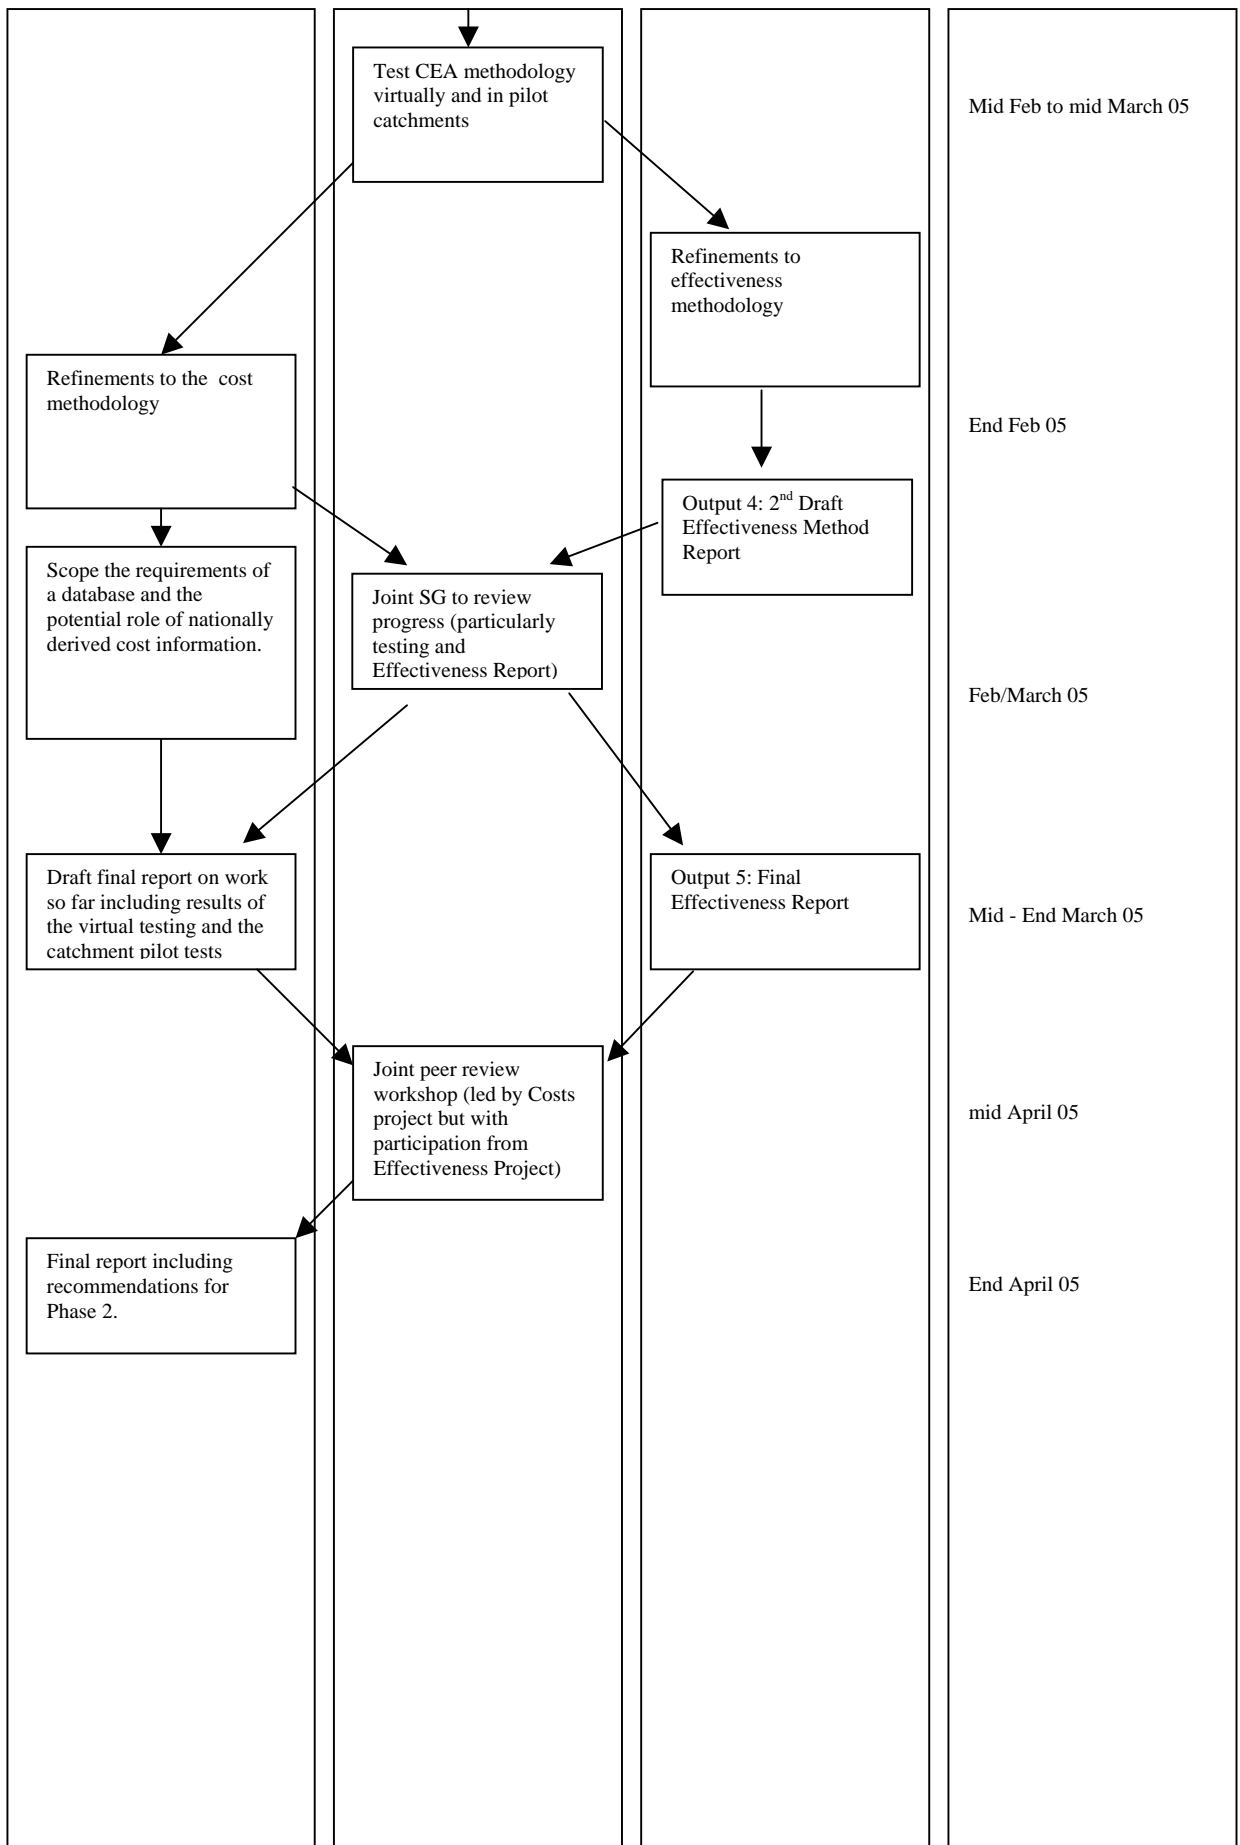 Test CEA methodology
virtually and in pilot
catchments
Mid Feb to mid March 05
Refinements to
effectiveness
methodology
Refinements to the  cost
methodology
End Feb 05
Output 4: 2nd Draft
Effectiveness Method
Report
Scope the requirements of
a database and the
potential role of nationally
derived cost information.
Joint SG to review
progress (particularly
testing and
Effectiveness Report)
Feb/March 05
Draft final report on work
so far including results of
the virtual testing and the
catchment pilot tests
Output 5: Final
Effectiveness Report
Mid - End March 05
Joint peer review
workshop (led by Costs
project but with
participation from
Effectiveness Project)
mid April 05
Final report including
recommendations for
Phase 2.
End April 05